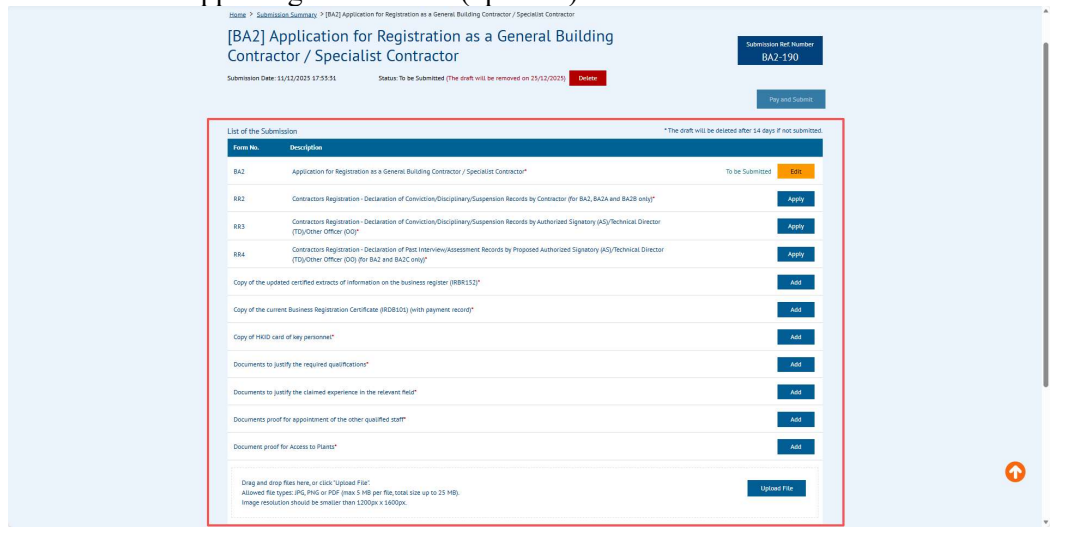 Home > Submission Summary > [BA2] Application for Registration as a General Building Contractor / Specialist Contractor
[BA2] Application for Registration as a General Building
Contractor / Specialist Contractor
Submission Ref. Number
BA2-190
Submission Date: 11/12/2025 17:53:31 Status: To be Submitted (The draft will be removed on 25/12/2025) Delete
Pay and Submit
List of the Submission * The draft will be deleted after 14 days if not submitted.
Form No. Description
BA2 Application for Registration as a General Building Contractor / Specialist Contractor* To be Submitted Edit
RR2 Contractors Registration - Declaration of Conviction/Disciplinary/Suspension Records by Contractor (for BA2, BA2A and BA2B only)* Apply
RR3 Contractors Registration - Declaration of Conviction/Disciplinary/Suspension Records by Authorized Signatory (AS)/Technical Director
(TD)/Other Officer (OO)* Apply
RR4 Contractors Registration - Declaration of Past Interview/Assessment Records by Proposed Authorized Signatory (AS)/Technical Director
(TD)/Other Officer (OO) (for BA2 and BA2C only)* Apply
Copy of the updated certified extracts of information on the business register (IRBR152)* Add
Copy of the current Business Registration Certificate (IRDB101) (with payment record)* Add
Copy of HKID card of key personnel* Add
Documents to justify the required qualifications* Add
Documents to justify the claimed experience in the relevant field* Add
Documents proof for appointment of the other qualified staff* Add
Document proof for Access to Plants* Add
Drag and drop files here, or click "Upload File".
Allowed file types: JPG, PNG or PDF (max 5 MB per file, total size up to 25 MB).
Image resolution should be smaller than 1200px x 1600px.
Upload File